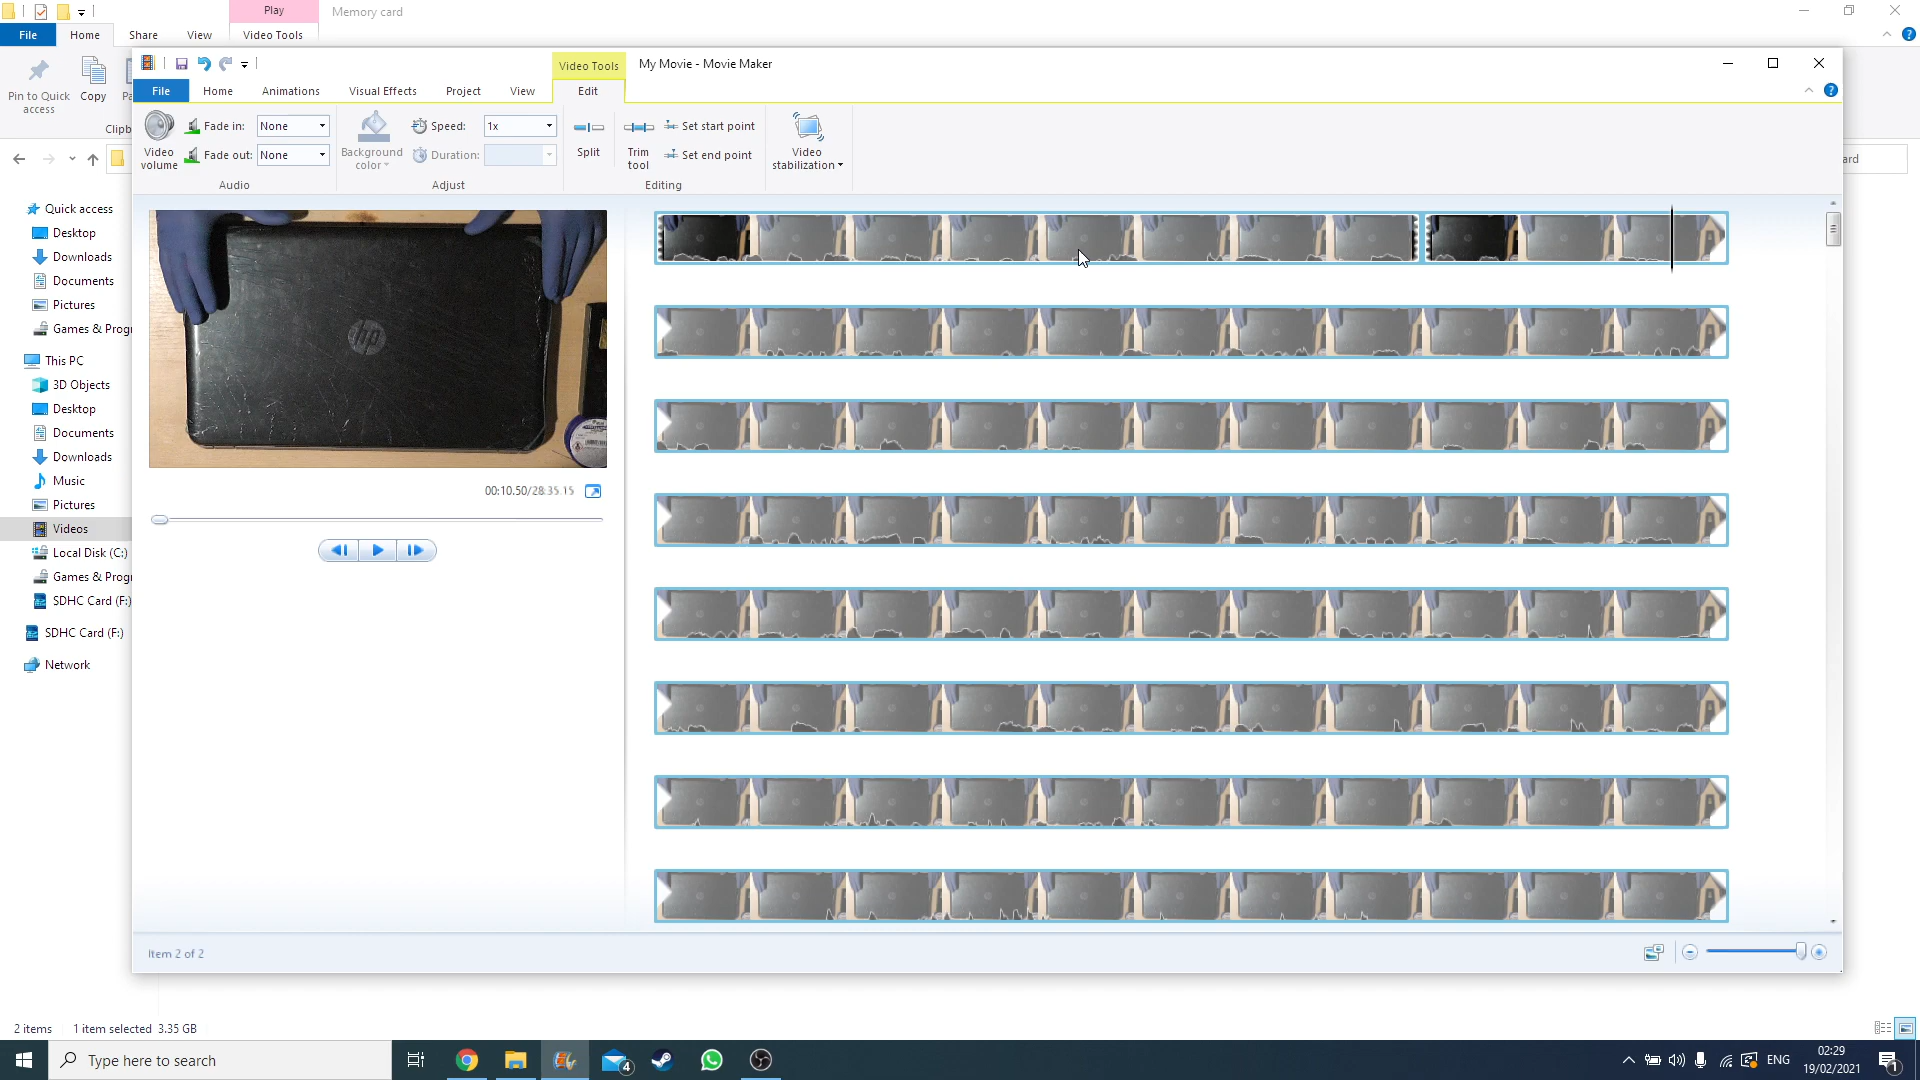 Play
Memory card
File
Home
Share
View
Video Tools
Video Tools
My Movie - Movie Maker
File
Home
Animations
Visual Effects
Project
View
Edit
Pin to Quick access
Copy
Pa
Clipb
Video volume
Fade in:
None
Fade out:
None
Audio
Background color
Speed:
1x
Duration:
Adjust
Split
Trim tool
Set start point
Set end point
Editing
Video stabilization
ard
Quick access
Desktop
Downloads
Documents
Pictures
Games & Progr
This PC
3D Objects
Desktop
Documents
Downloads
Music
Pictures
Videos
Local Disk (C:)
Games & Progr
SDHC Card (F:)
SDHC Card (F:)
Network
hp
00:10.50/28:35.15
Item 2 of 2
2 items
1 item selected 3.35 GB
Type here to search
4
ENG
02:29
19/02/2021
1